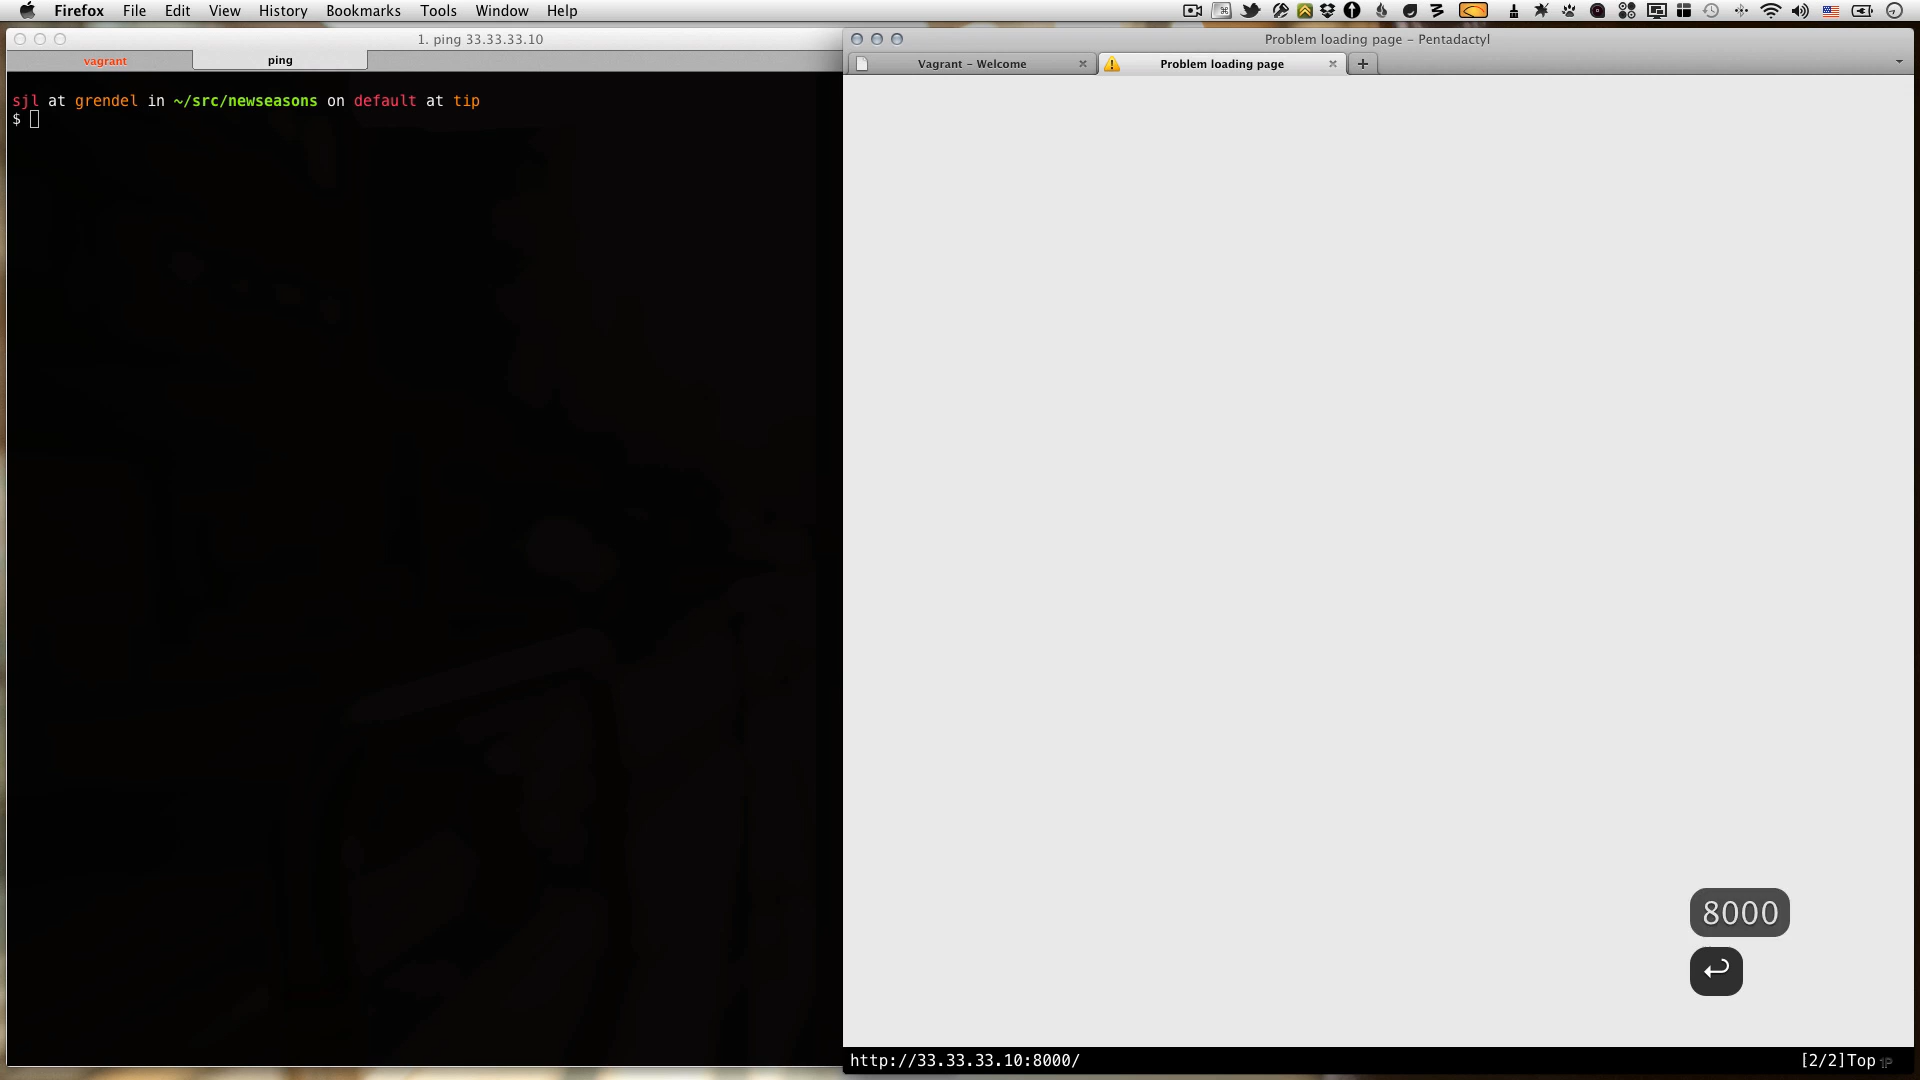 Firefox File Edit View History Bookmarks Tools Window Help
1. ping 33.33.33.10
vagrant ping
sjl at grendel in ~/src/newseasons on default at tip
$
Problem loading page - Pentadactyl
Vagrant - Welcome Problem loading page
8000
http://33.33.33.10:8000/ [2/2]Top